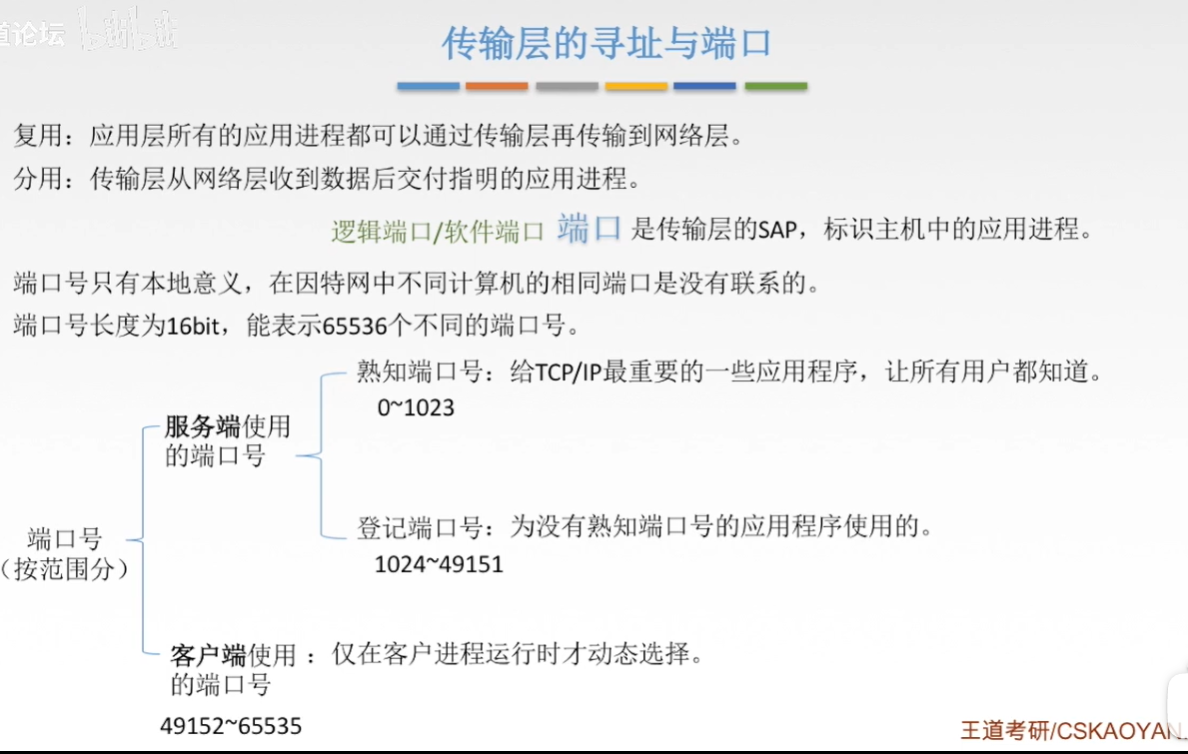 道论坛 bilibili
传输层的寻址与端口
复用：应用层所有的应用进程都可以通过传输层再传输到网络层。
分用：传输层从网络层收到数据后交付指明的应用进程。
逻辑端口/软件端口 端口 是传输层的SAP，标识主机中的应用进程。
端口号只有本地意义，在因特网中不同计算机的相同端口是没有联系的。
端口号长度为16bit，能表示65536个不同的端口号。
熟知端口号：给TCP/IP最重要的一些应用程序，让所有用户都知道。
0~1023
服务端使用
的端口号
登记端口号：为没有熟知端口号的应用程序使用的。
1024~49151
端口号
（按范围分）
客户端使用：仅在客户进程运行时才动态选择。
的端口号
49152~65535
王道考研/CSKAOYAN